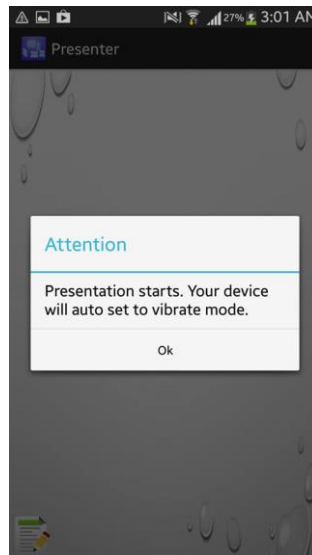 27% 3:01 AM
Presenter
Attention
Presentation starts. Your device
will auto set to vibrate mode.
Ok